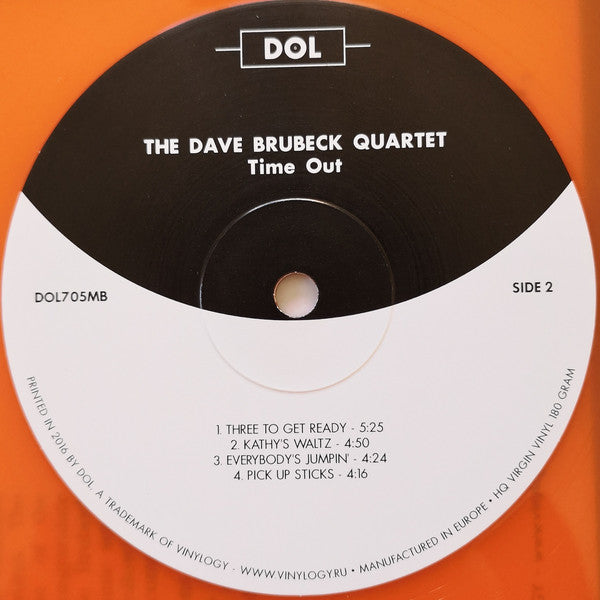 DOL
THE DAVE BRUBECK QUARTET
Time Out
DOL705MB
SIDE 2
1. THREE TO GET READY - 5:25
2. KATHY'S WALTZ - 4:50
3. EVERYBODY'S JUMPIN' - 4:24
4. PICK UP STICKS - 4:16
PRINTED IN 2016 BY DOL. A TRADEMARK OF VINYLOGY - WWW.VINYLOGY.RU • MANUFACTURED IN EUROPE • HQ VIRGIN VINYL 180 GRAM